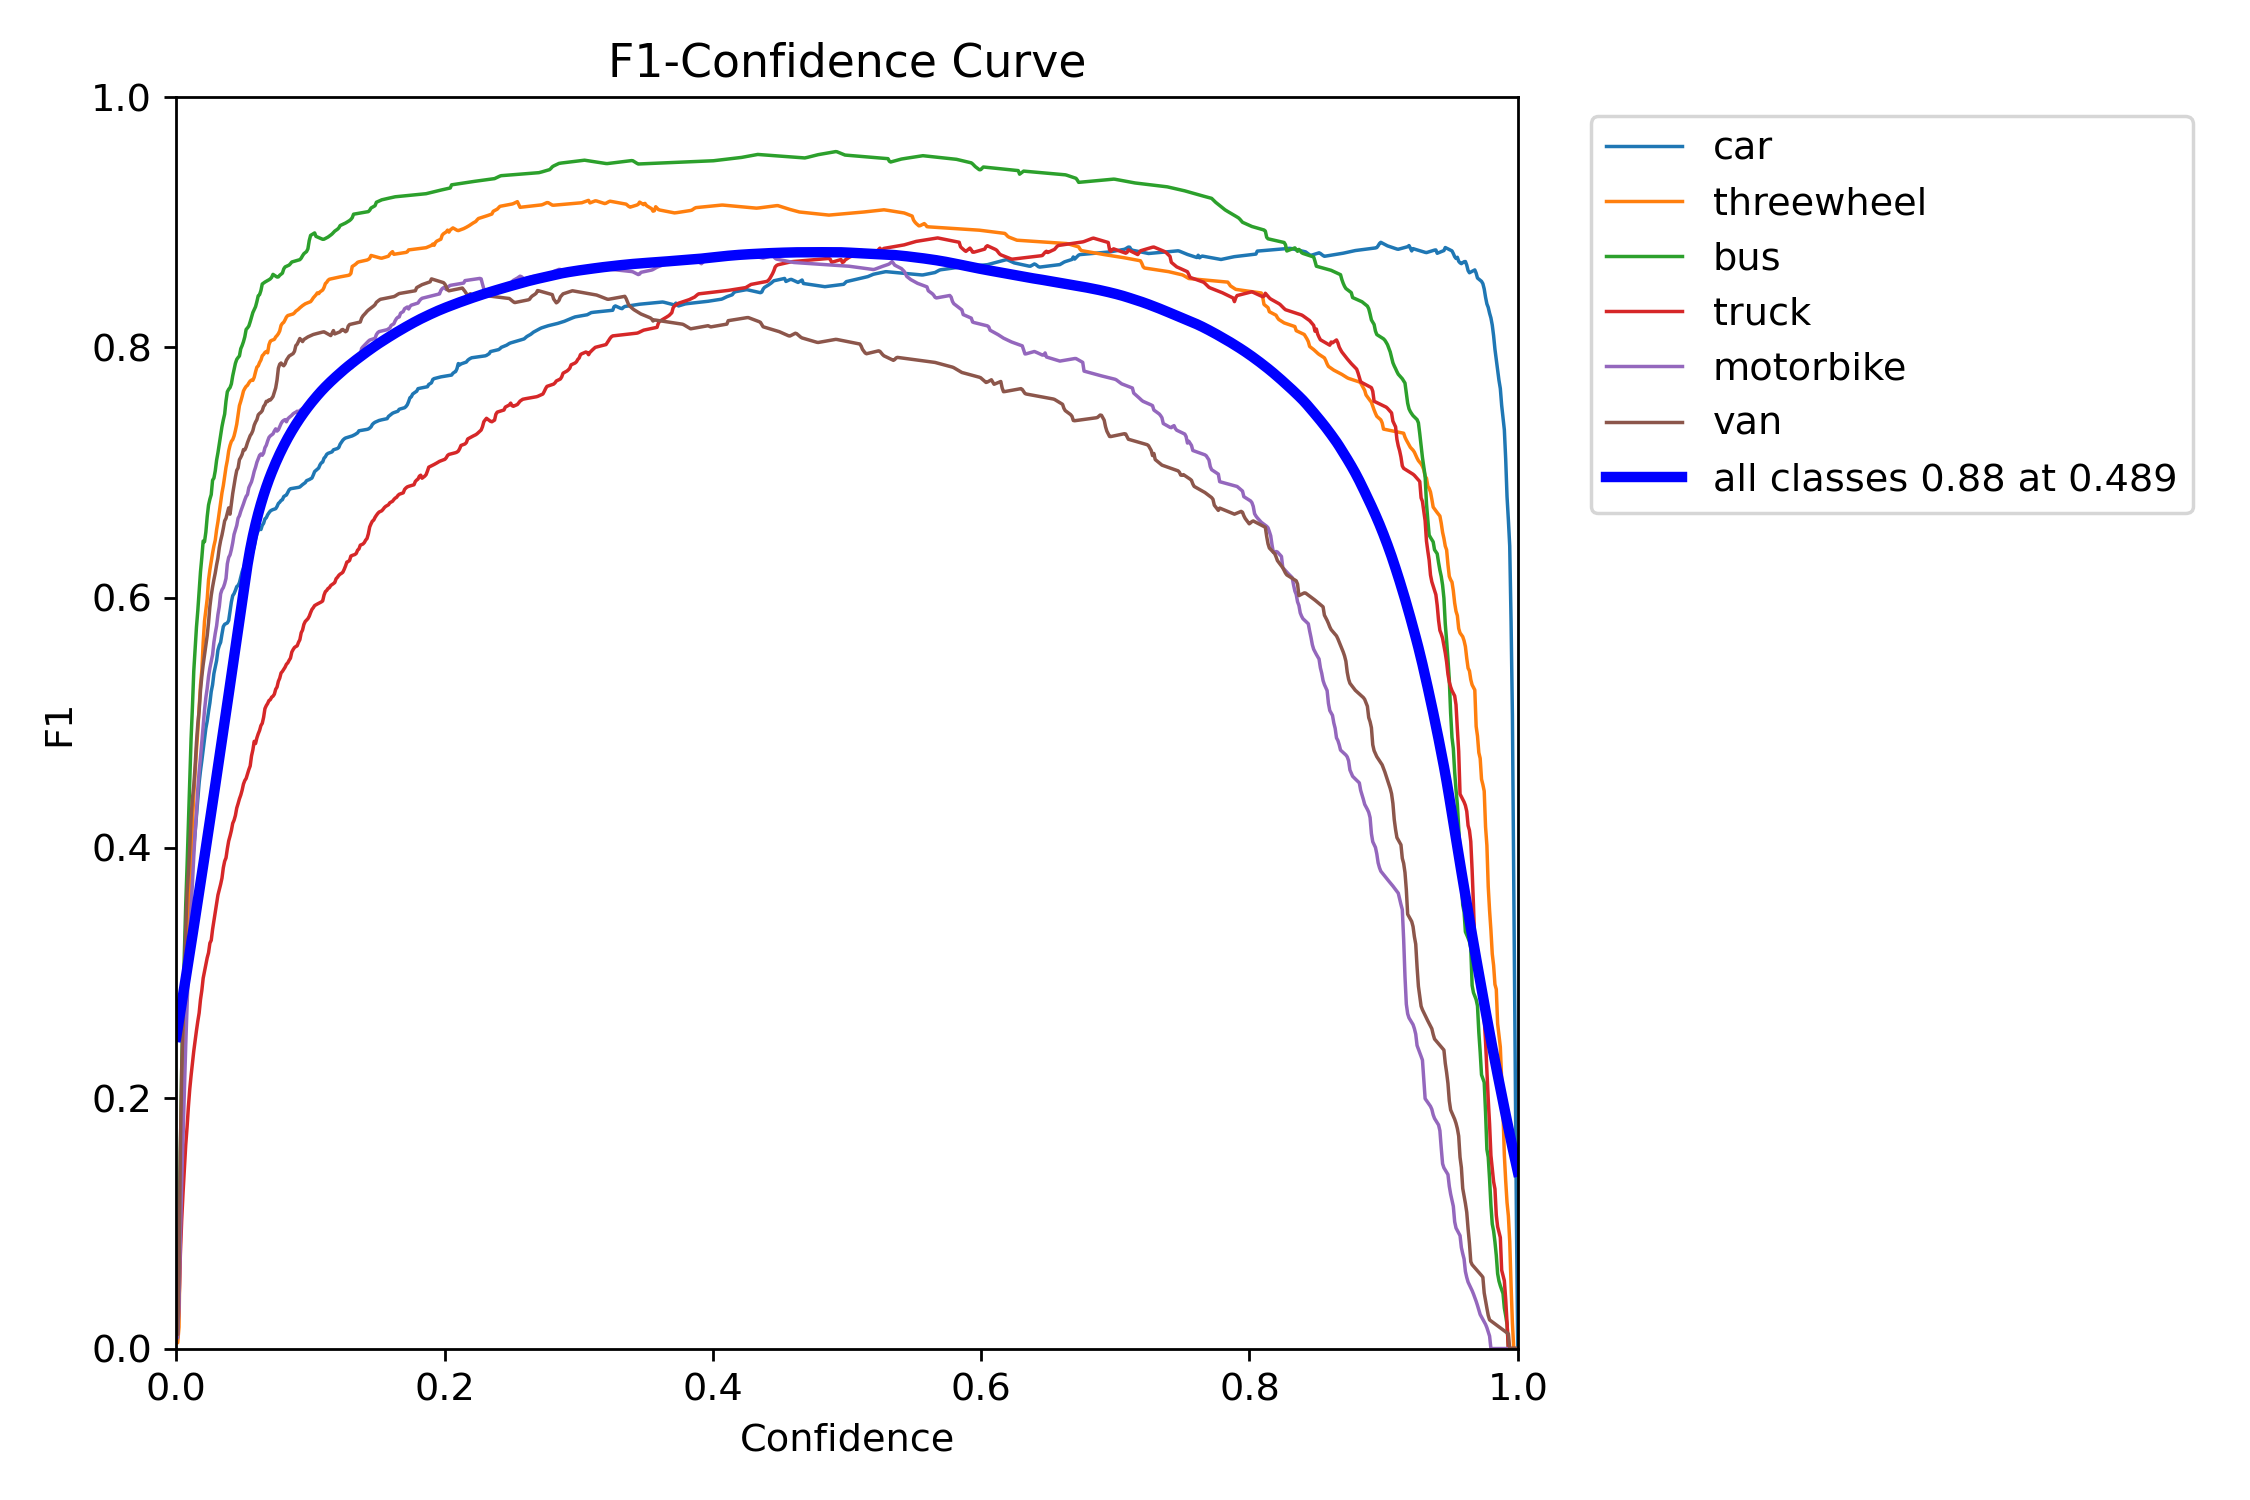 F1-Confidence Curve
1.0
0.8
0.6
0.4
0.2
0.0
F1
0.0 0.2 0.4 0.6 0.8 1.0
Confidence
car
threewheel
bus
truck
motorbike
van
all classes 0.88 at 0.489